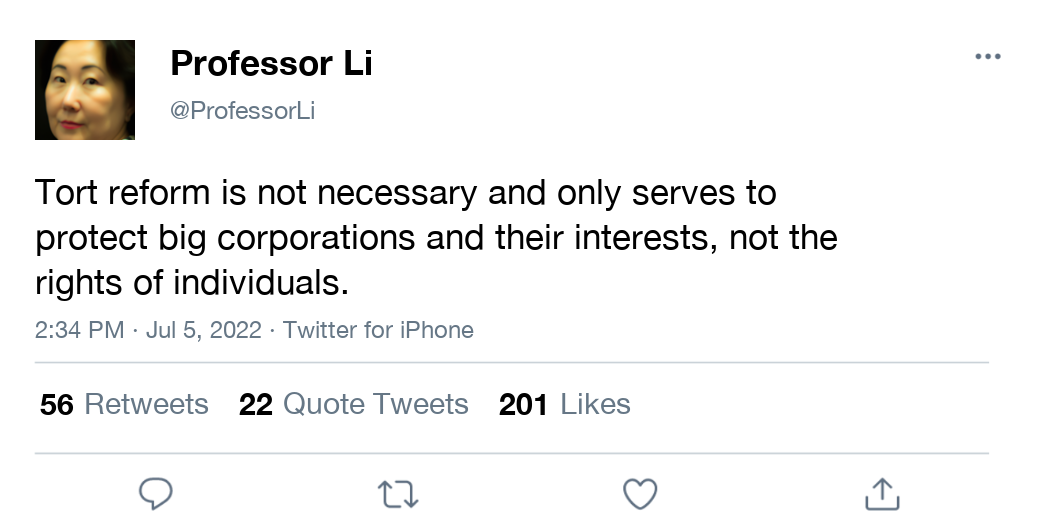 Professor Li
@ProfessorLi
Tort reform is not necessary and only serves to
protect big corporations and their interests, not the
rights of individuals.
2:34 PM · Jul 5, 2022 · Twitter for iPhone
56 Retweets 22 Quote Tweets 201 Likes